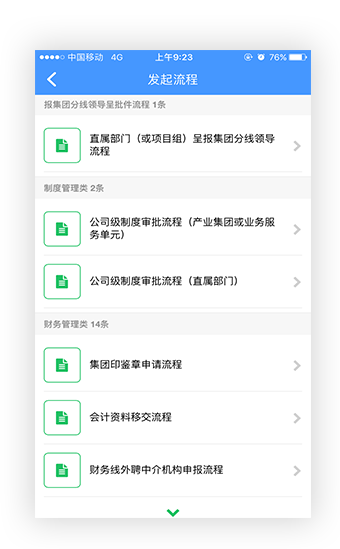 中国移动 4G 上午9:23 76%
发起流程
报集团分线领导呈批件流程 1条
直属部门（或项目组）呈报集团分线领导
流程
制度管理类 2条
公司级制度审批流程（产业集团或业务服
务单元）
公司级制度审批流程（直属部门）
财务管理类 14条
集团印鉴章申请流程
会计资料移交流程
财务线外聘中介机构申报流程